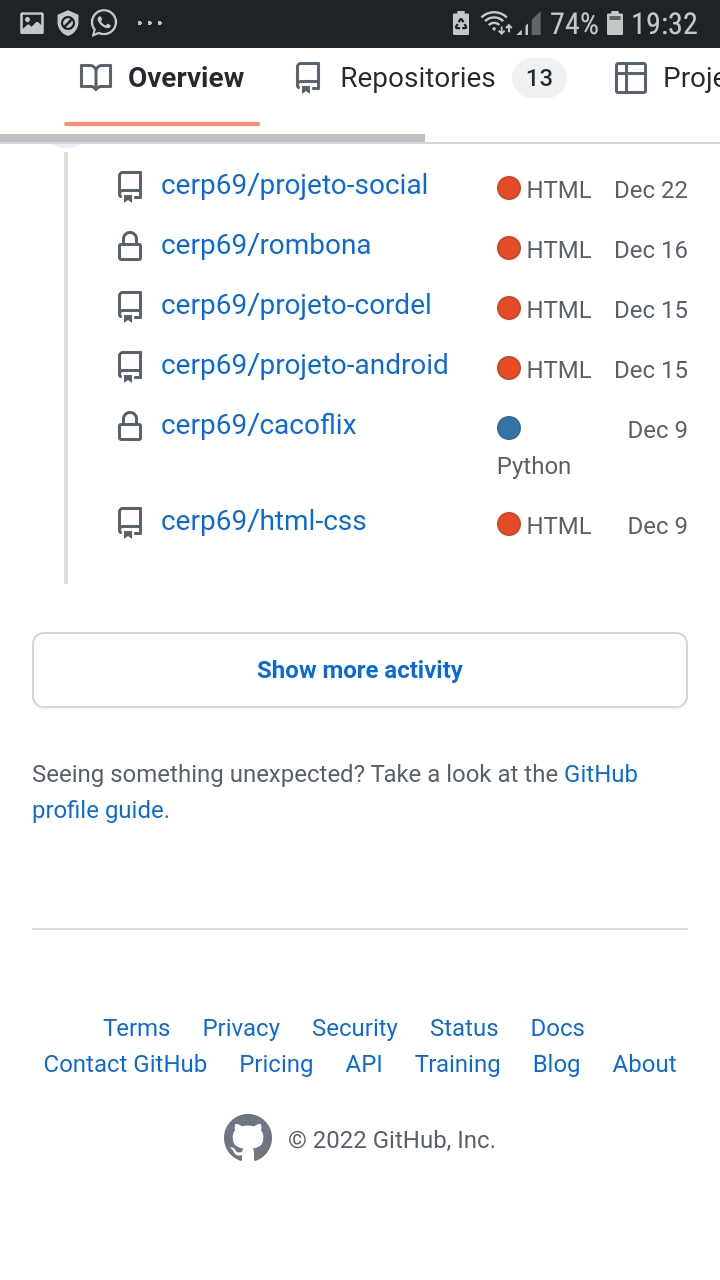 74% 19:32
Overview Repositories 13 Proje
cerp69/projeto-social HTML Dec 22
cerp69/rombona HTML Dec 16
cerp69/projeto-cordel HTML Dec 15
cerp69/projeto-android HTML Dec 15
cerp69/cacoflix Dec 9
Python
cerp69/html-css HTML Dec 9
Show more activity
Seeing something unexpected? Take a look at the GitHub
profile guide.
Terms Privacy Security Status Docs
Contact GitHub Pricing API Training Blog About
© 2022 GitHub, Inc.